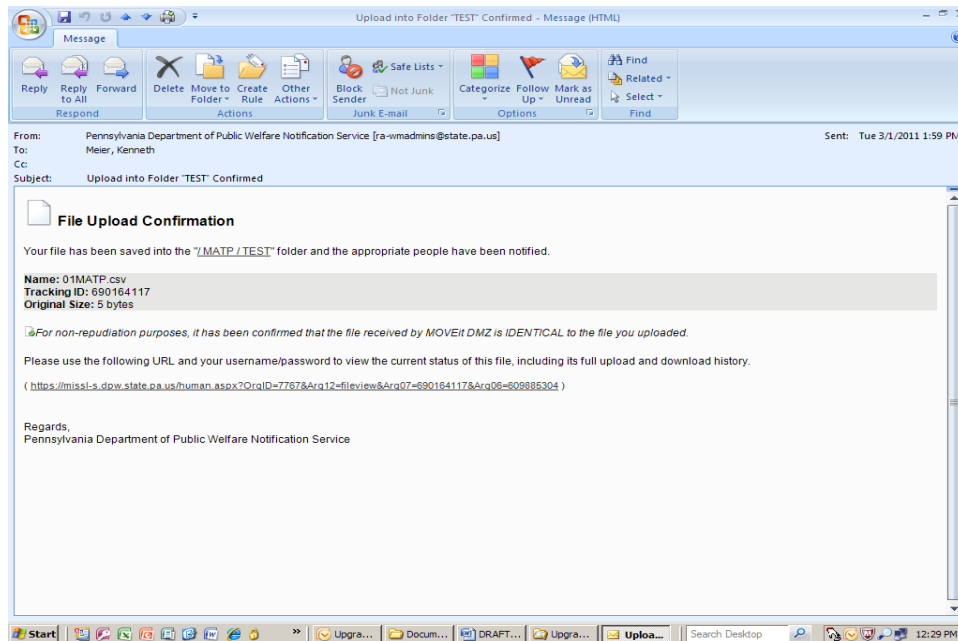 Upload into Folder "TEST" Confirmed - Message (HTML)
Message
Reply
Reply to All
Forward
Respond
Delete
Move to Folder
Create Rule
Other Actions
Actions
Block Sender
Safe Lists
Not Junk
Junk E-mail
Categorize
Follow Up
Mark as Unread
Options
Find
Related
Select
Find
From: Pennsylvania Department of Public Welfare Notification Service [ra-wmadmins@state.pa.us] Sent: Tue 3/1/2011 1:59 PM
To: Meier, Kenneth
Cc:
Subject: Upload into Folder "TEST" Confirmed
File Upload Confirmation
Your file has been saved into the "/ MATP / TEST" folder and the appropriate people have been notified.
Name: 01MATP.csv
Tracking ID: 690164117
Original Size: 5 bytes
For non-repudiation purposes, it has been confirmed that the file received by MOVEit DMZ is IDENTICAL to the file you uploaded.
Please use the following URL and your username/password to view the current status of this file, including its full upload and download history.
( https://missl-s.dpw.state.pa.us/human.aspx?OrgID=7767&Arg12=fileview&Arg07=690164117&Arg06=609885304 )
Regards,
Pennsylvania Department of Public Welfare Notification Service
Start » Upgra... Docum... DRAFT... Upgra... Uploa... Search Desktop 12:29 PM